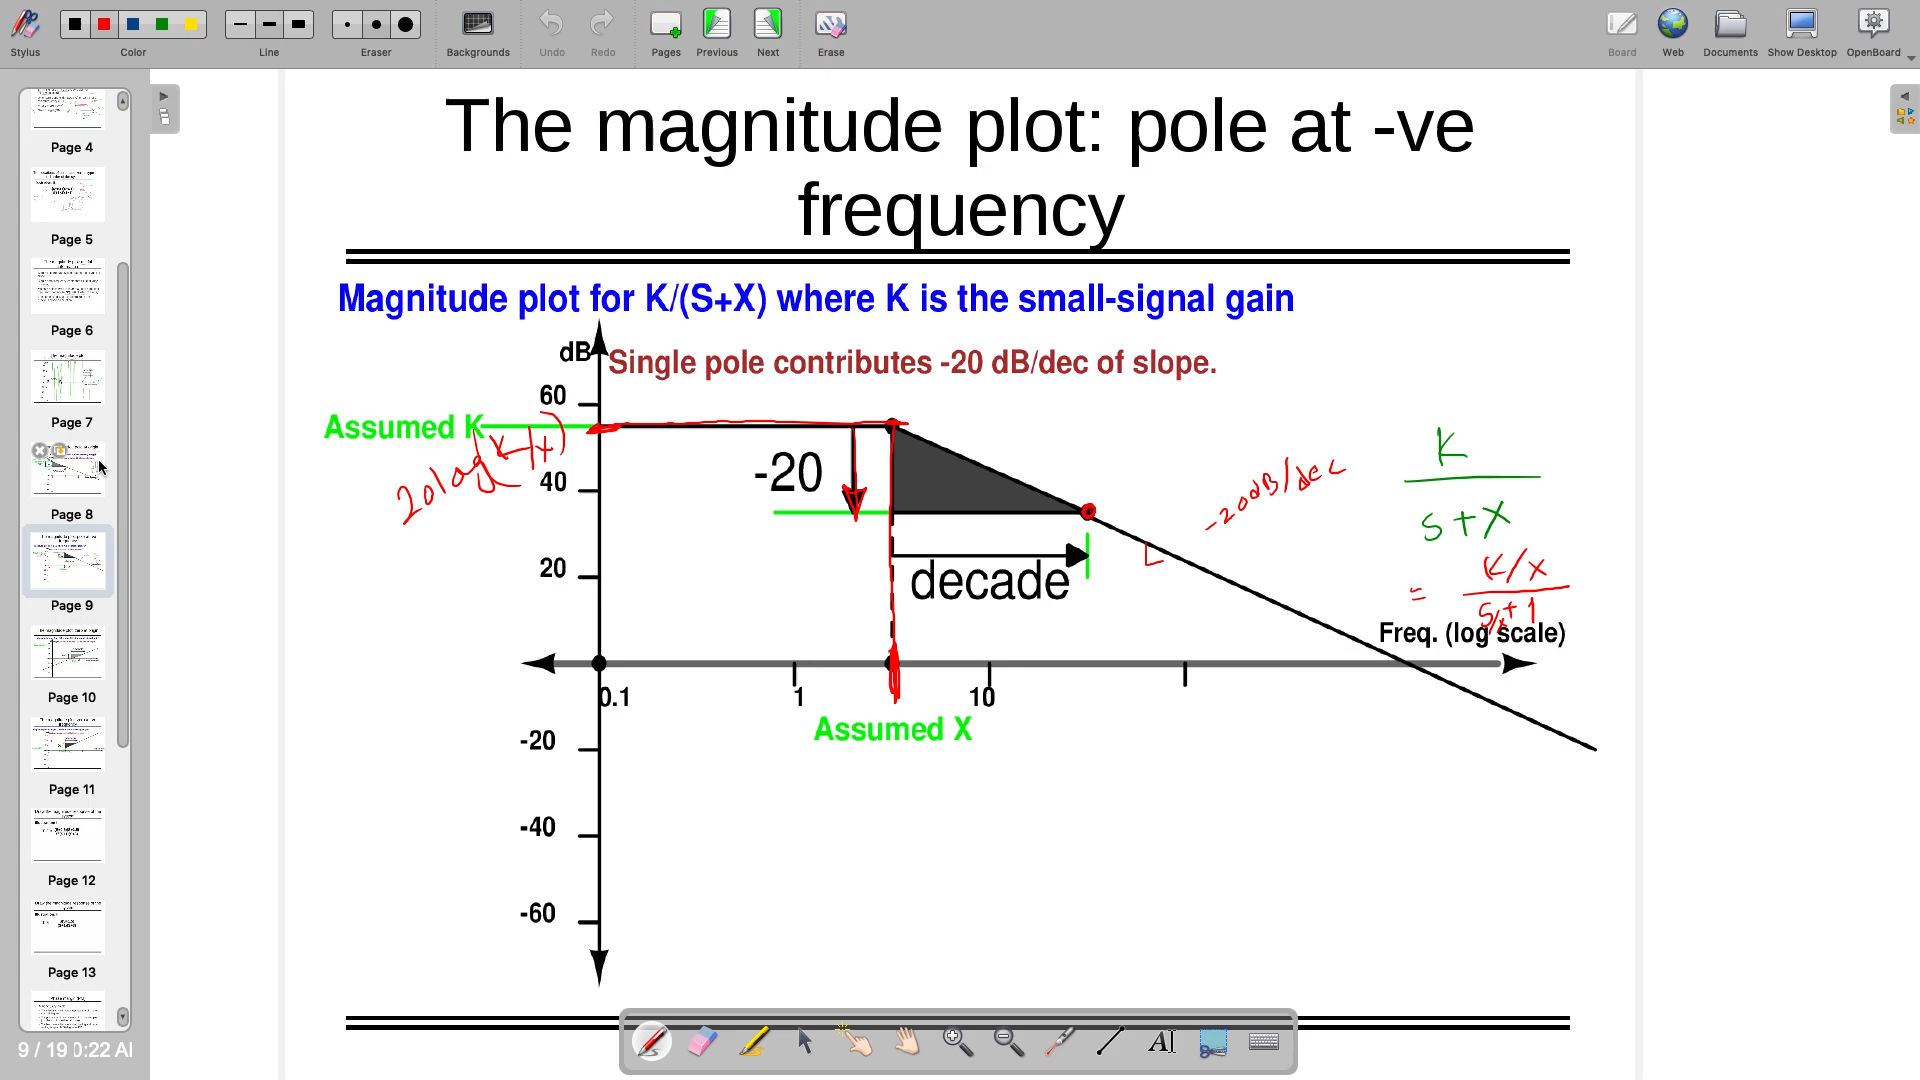 Stylus
Color
Line
Eraser
Backgrounds
Undo
Redo
Pages
Previous
Next
Erase
Board
Web
Documents
Show Desktop
OpenBoard
Page 4
Page 5
Page 6
Page 7
Page 8
Page 9
Page 10
Page 11
Page 12
Page 13
9 / 19
0:22 AI
The magnitude plot: pole at -ve
frequency
Magnitude plot for K/(S+X) where K is the small-signal gain
dB
Single pole contributes -20 dB/dec of slope.
60
Assumed K
20log(K/x)
40
-20
-20dB/dec
K
S+X
20
decade
= K/x
S/x+1
Freq. (log scale)
0.1
1
10
Assumed X
-20
-40
-60
AI